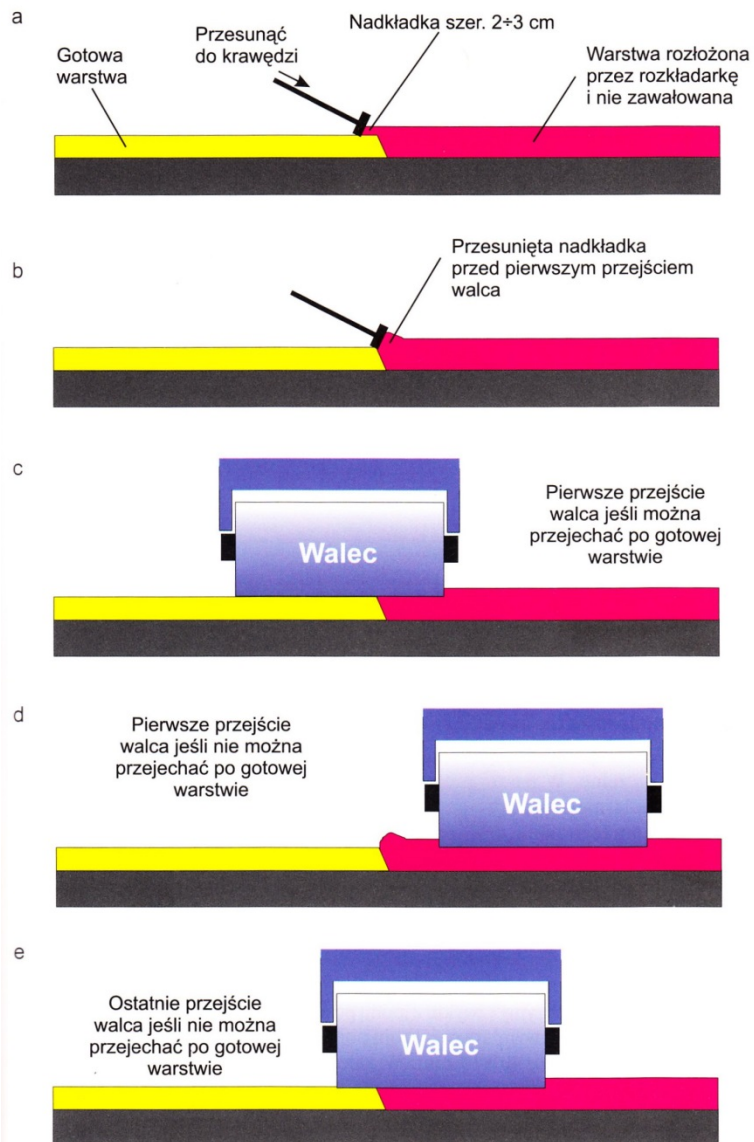 a
Gotowa
warstwa
Przesunąć
do krawędzi
Nadkładka szer. 2÷3 cm
Warstwa rozłożona
przez rozkładarkę
i nie zawałowana
b
Przesunięta nadkładka
przed pierwszym przejściem
walca
c
Walec
Pierwsze przejście
walca jeśli można
przejechać po gotowej
warstwie
d
Pierwsze przejście
walca jeśli nie można
przejechać po gotowej
warstwie
Walec
e
Ostatnie przejście
walca jeśli nie można
przejechać po gotowej
warstwie
Walec